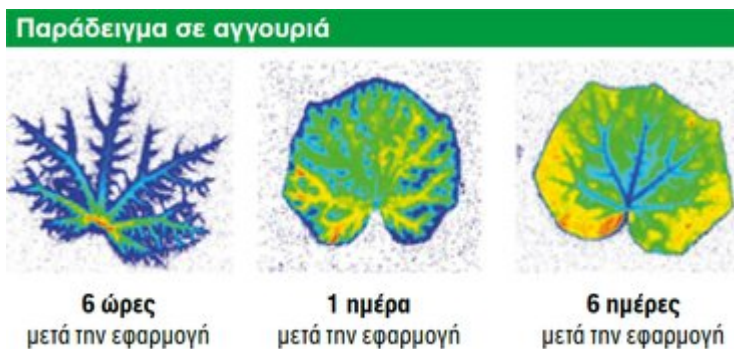 Παράδειγμα σε αγγουριά
6 ώρες
μετά την εφαρμογή
1 ημέρα
μετά την εφαρμογή
6 ημέρες
μετά την εφαρμογή